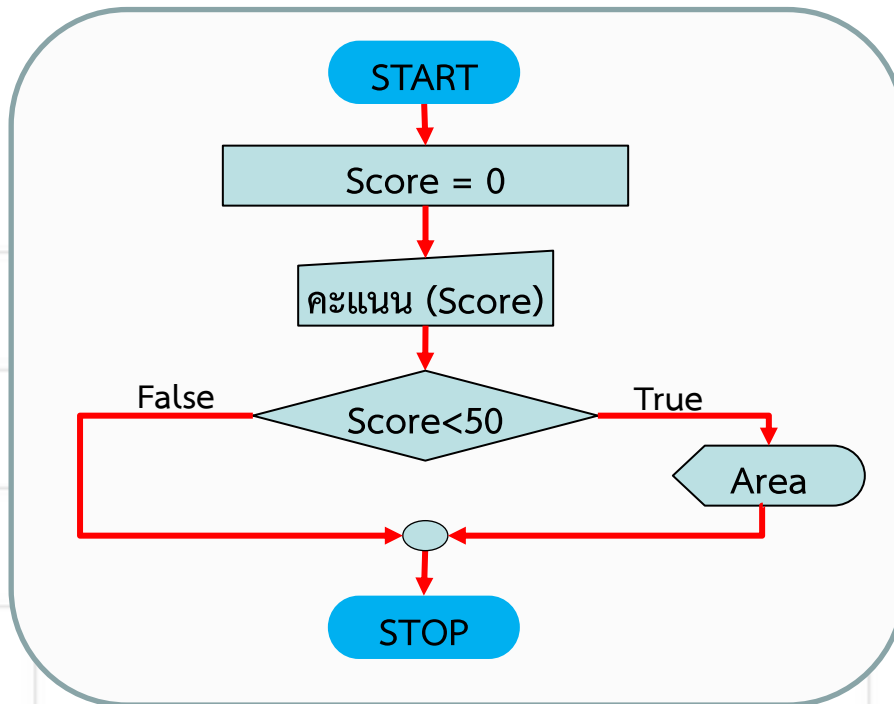 START
Score = 0
คะแนน (Score)
Score<50
False
True
Area
STOP